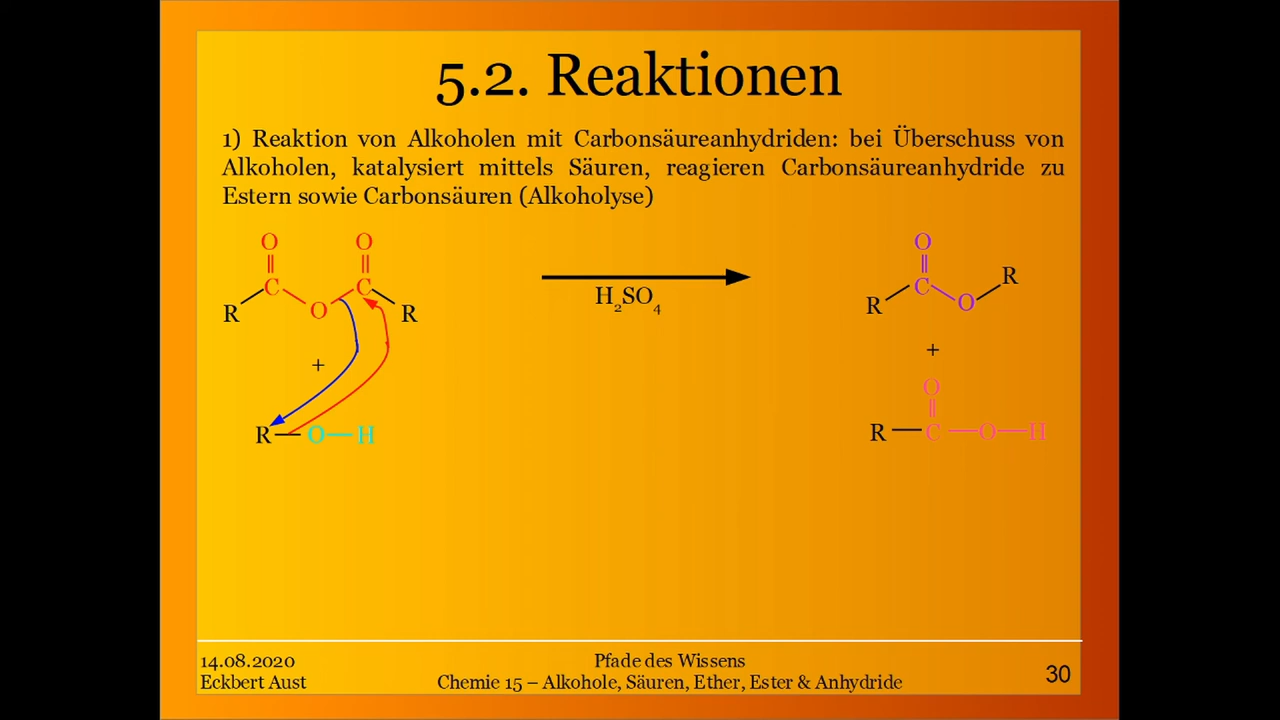 5.2. Reaktionen
1) Reaktion von Alkoholen mit Carbonsäureanhydriden: bei Überschuss von
Alkoholen, katalysiert mittels Säuren, reagieren Carbonsäureanhydride zu
Estern sowie Carbonsäuren (Alkoholyse)
O O O
C C C R
R O R R O
H₂SO₄
+ +
O
R O H R C O H
14.08.2020
Eckbert Aust
Pfade des Wissens
Chemie 15 – Alkohole, Säuren, Ether, Ester & Anhydride
30